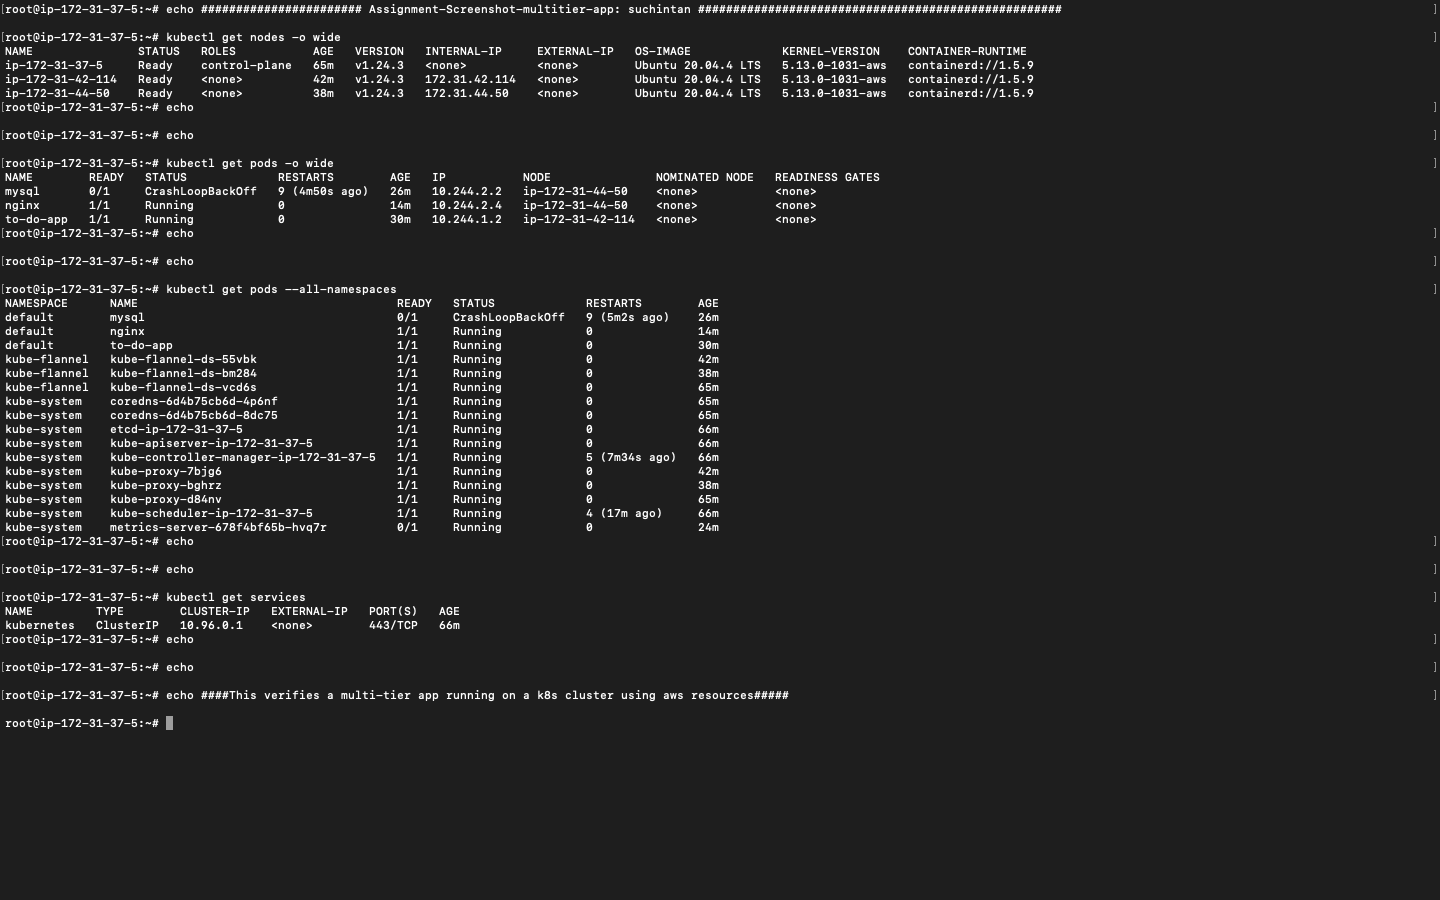 [root@ip-172-31-37-5:~# echo ####################### Assignment-Screenshot-multitier-app: suchintan #################################################### ]
[root@ip-172-31-37-5:~# kubectl get nodes -o wide ]
NAME STATUS ROLES AGE VERSION INTERNAL-IP EXTERNAL-IP OS-IMAGE KERNEL-VERSION CONTAINER-RUNTIME
ip-172-31-37-5 Ready control-plane 65m v1.24.3 <none> <none> Ubuntu 20.04.4 LTS 5.13.0-1031-aws containerd://1.5.9
ip-172-31-42-114 Ready <none> 42m v1.24.3 172.31.42.114 <none> Ubuntu 20.04.4 LTS 5.13.0-1031-aws containerd://1.5.9
ip-172-31-44-50 Ready <none> 38m v1.24.3 172.31.44.50 <none> Ubuntu 20.04.4 LTS 5.13.0-1031-aws containerd://1.5.9
[root@ip-172-31-37-5:~# echo ]
[root@ip-172-31-37-5:~# echo ]
[root@ip-172-31-37-5:~# kubectl get pods -o wide ]
NAME READY STATUS RESTARTS AGE IP NODE NOMINATED NODE READINESS GATES
mysql 0/1 CrashLoopBackOff 9 (4m50s ago) 26m 10.244.2.2 ip-172-31-44-50 <none> <none>
nginx 1/1 Running 0 14m 10.244.2.4 ip-172-31-44-50 <none> <none>
to-do-app 1/1 Running 0 30m 10.244.1.2 ip-172-31-42-114 <none> <none>
[root@ip-172-31-37-5:~# echo ]
[root@ip-172-31-37-5:~# echo ]
[root@ip-172-31-37-5:~# kubectl get pods --all-namespaces ]
NAMESPACE NAME READY STATUS RESTARTS AGE
default mysql 0/1 CrashLoopBackOff 9 (5m2s ago) 26m
default nginx 1/1 Running 0 14m
default to-do-app 1/1 Running 0 30m
kube-flannel kube-flannel-ds-55vbk 1/1 Running 0 42m
kube-flannel kube-flannel-ds-bm284 1/1 Running 0 38m
kube-flannel kube-flannel-ds-vcd6s 1/1 Running 0 65m
kube-system coredns-6d4b75cb6d-4p6nf 1/1 Running 0 65m
kube-system coredns-6d4b75cb6d-8dc75 1/1 Running 0 65m
kube-system etcd-ip-172-31-37-5 1/1 Running 0 66m
kube-system kube-apiserver-ip-172-31-37-5 1/1 Running 0 66m
kube-system kube-controller-manager-ip-172-31-37-5 1/1 Running 5 (7m34s ago) 66m
kube-system kube-proxy-7bjg6 1/1 Running 0 42m
kube-system kube-proxy-bghrz 1/1 Running 0 38m
kube-system kube-proxy-d84nv 1/1 Running 0 65m
kube-system kube-scheduler-ip-172-31-37-5 1/1 Running 4 (17m ago) 66m
kube-system metrics-server-678f4bf65b-hvq7r 0/1 Running 0 24m
[root@ip-172-31-37-5:~# echo ]
[root@ip-172-31-37-5:~# echo ]
[root@ip-172-31-37-5:~# kubectl get services ]
NAME TYPE CLUSTER-IP EXTERNAL-IP PORT(S) AGE
kubernetes ClusterIP 10.96.0.1 <none> 443/TCP 66m
[root@ip-172-31-37-5:~# echo ]
[root@ip-172-31-37-5:~# echo ]
[root@ip-172-31-37-5:~# echo ####This verifies a multi-tier app running on a k8s cluster using aws resources##### ]
root@ip-172-31-37-5:~#